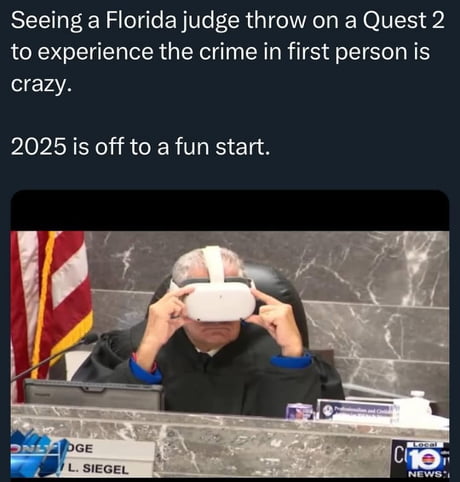 Seeing a Florida judge throw on a Quest 2
to experience the crime in first person is
crazy.
2025 is off to a fun start.
DGE
L. SIEGEL
Local
10
NEWS